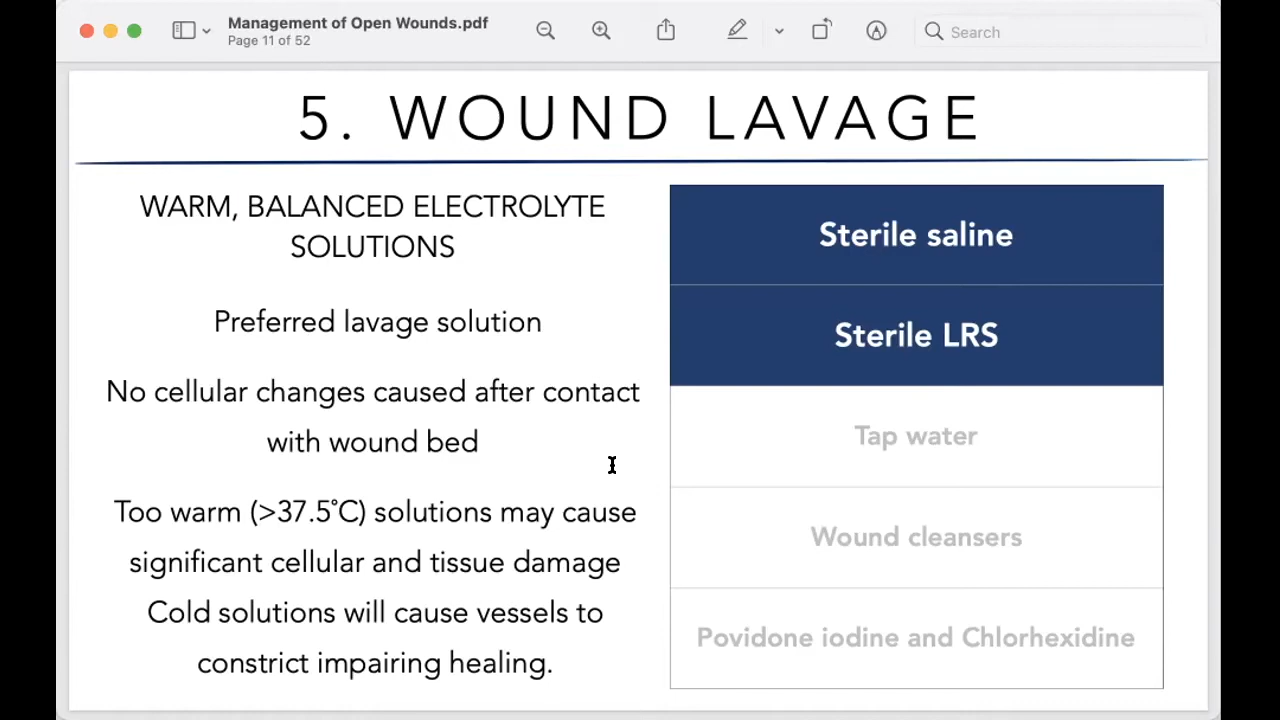 Management of Open Wounds.pdf
Page 11 of 52
Search
5. WOUND LAVAGE
WARM, BALANCED ELECTROLYTE
SOLUTIONS
Preferred lavage solution
No cellular changes caused after contact
with wound bed
Too warm (>37.5°C) solutions may cause
significant cellular and tissue damage
Cold solutions will cause vessels to
constrict impairing healing.
Sterile saline
Sterile LRS
Tap water
Wound cleansers
Povidone iodine and Chlorhexidine